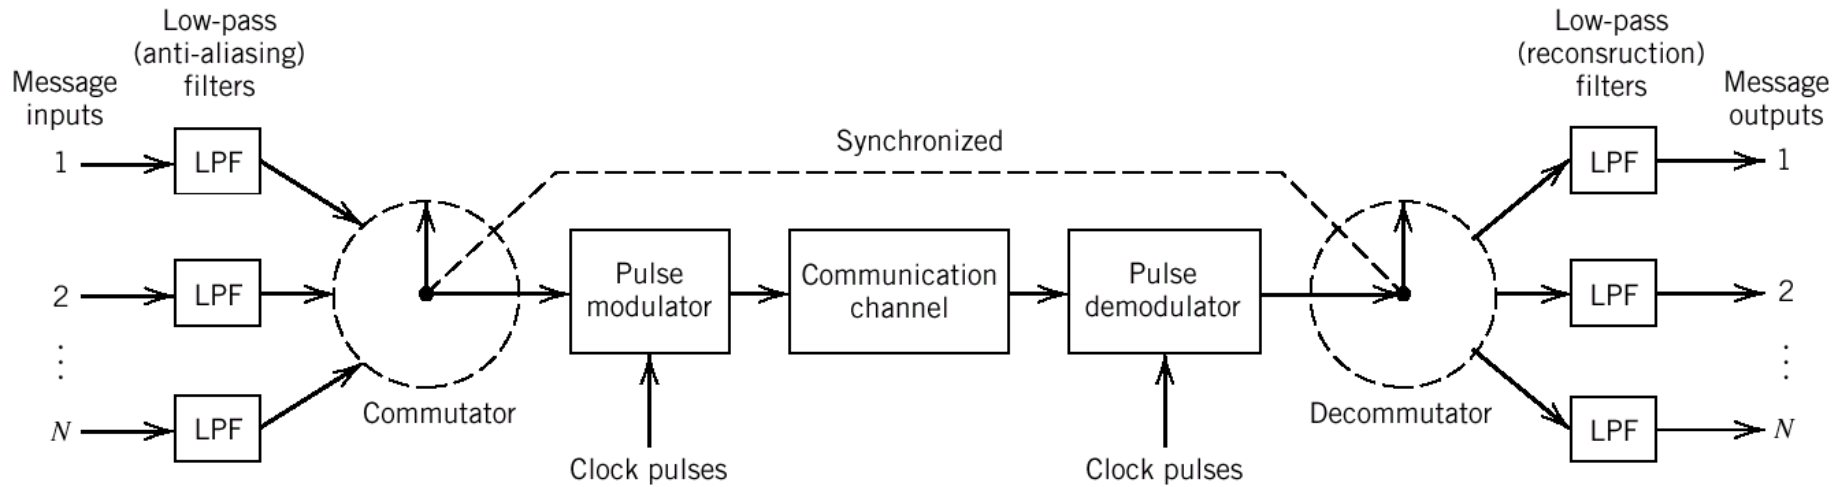 Low-pass
(anti-aliasing)
filters
Message
inputs
1
LPF
2
LPF
⋮
N
LPF
Commutator
Synchronized
Pulse
modulator
Clock pulses
Communication
channel
Pulse
demodulator
Clock pulses
Decommutator
Low-pass
(reconsruction)
filters
Message
outputs
LPF
1
LPF
2
⋮
LPF
N